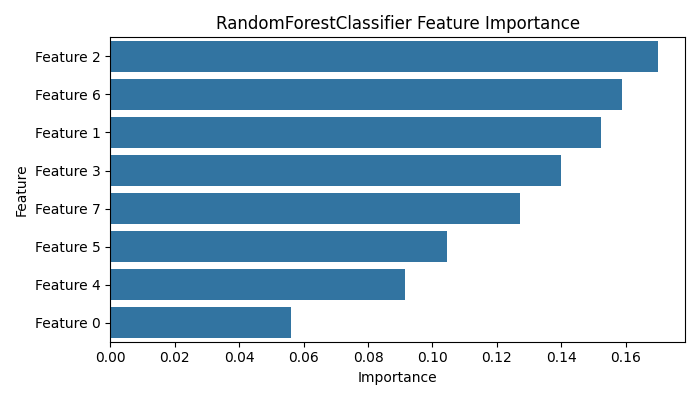 RandomForestClassifier Feature Importance
Feature 2
Feature 6
Feature 1
Feature 3
Feature 7
Feature 5
Feature 4
Feature 0
Feature
0.00 0.02 0.04 0.06 0.08 0.10 0.12 0.14 0.16
Importance